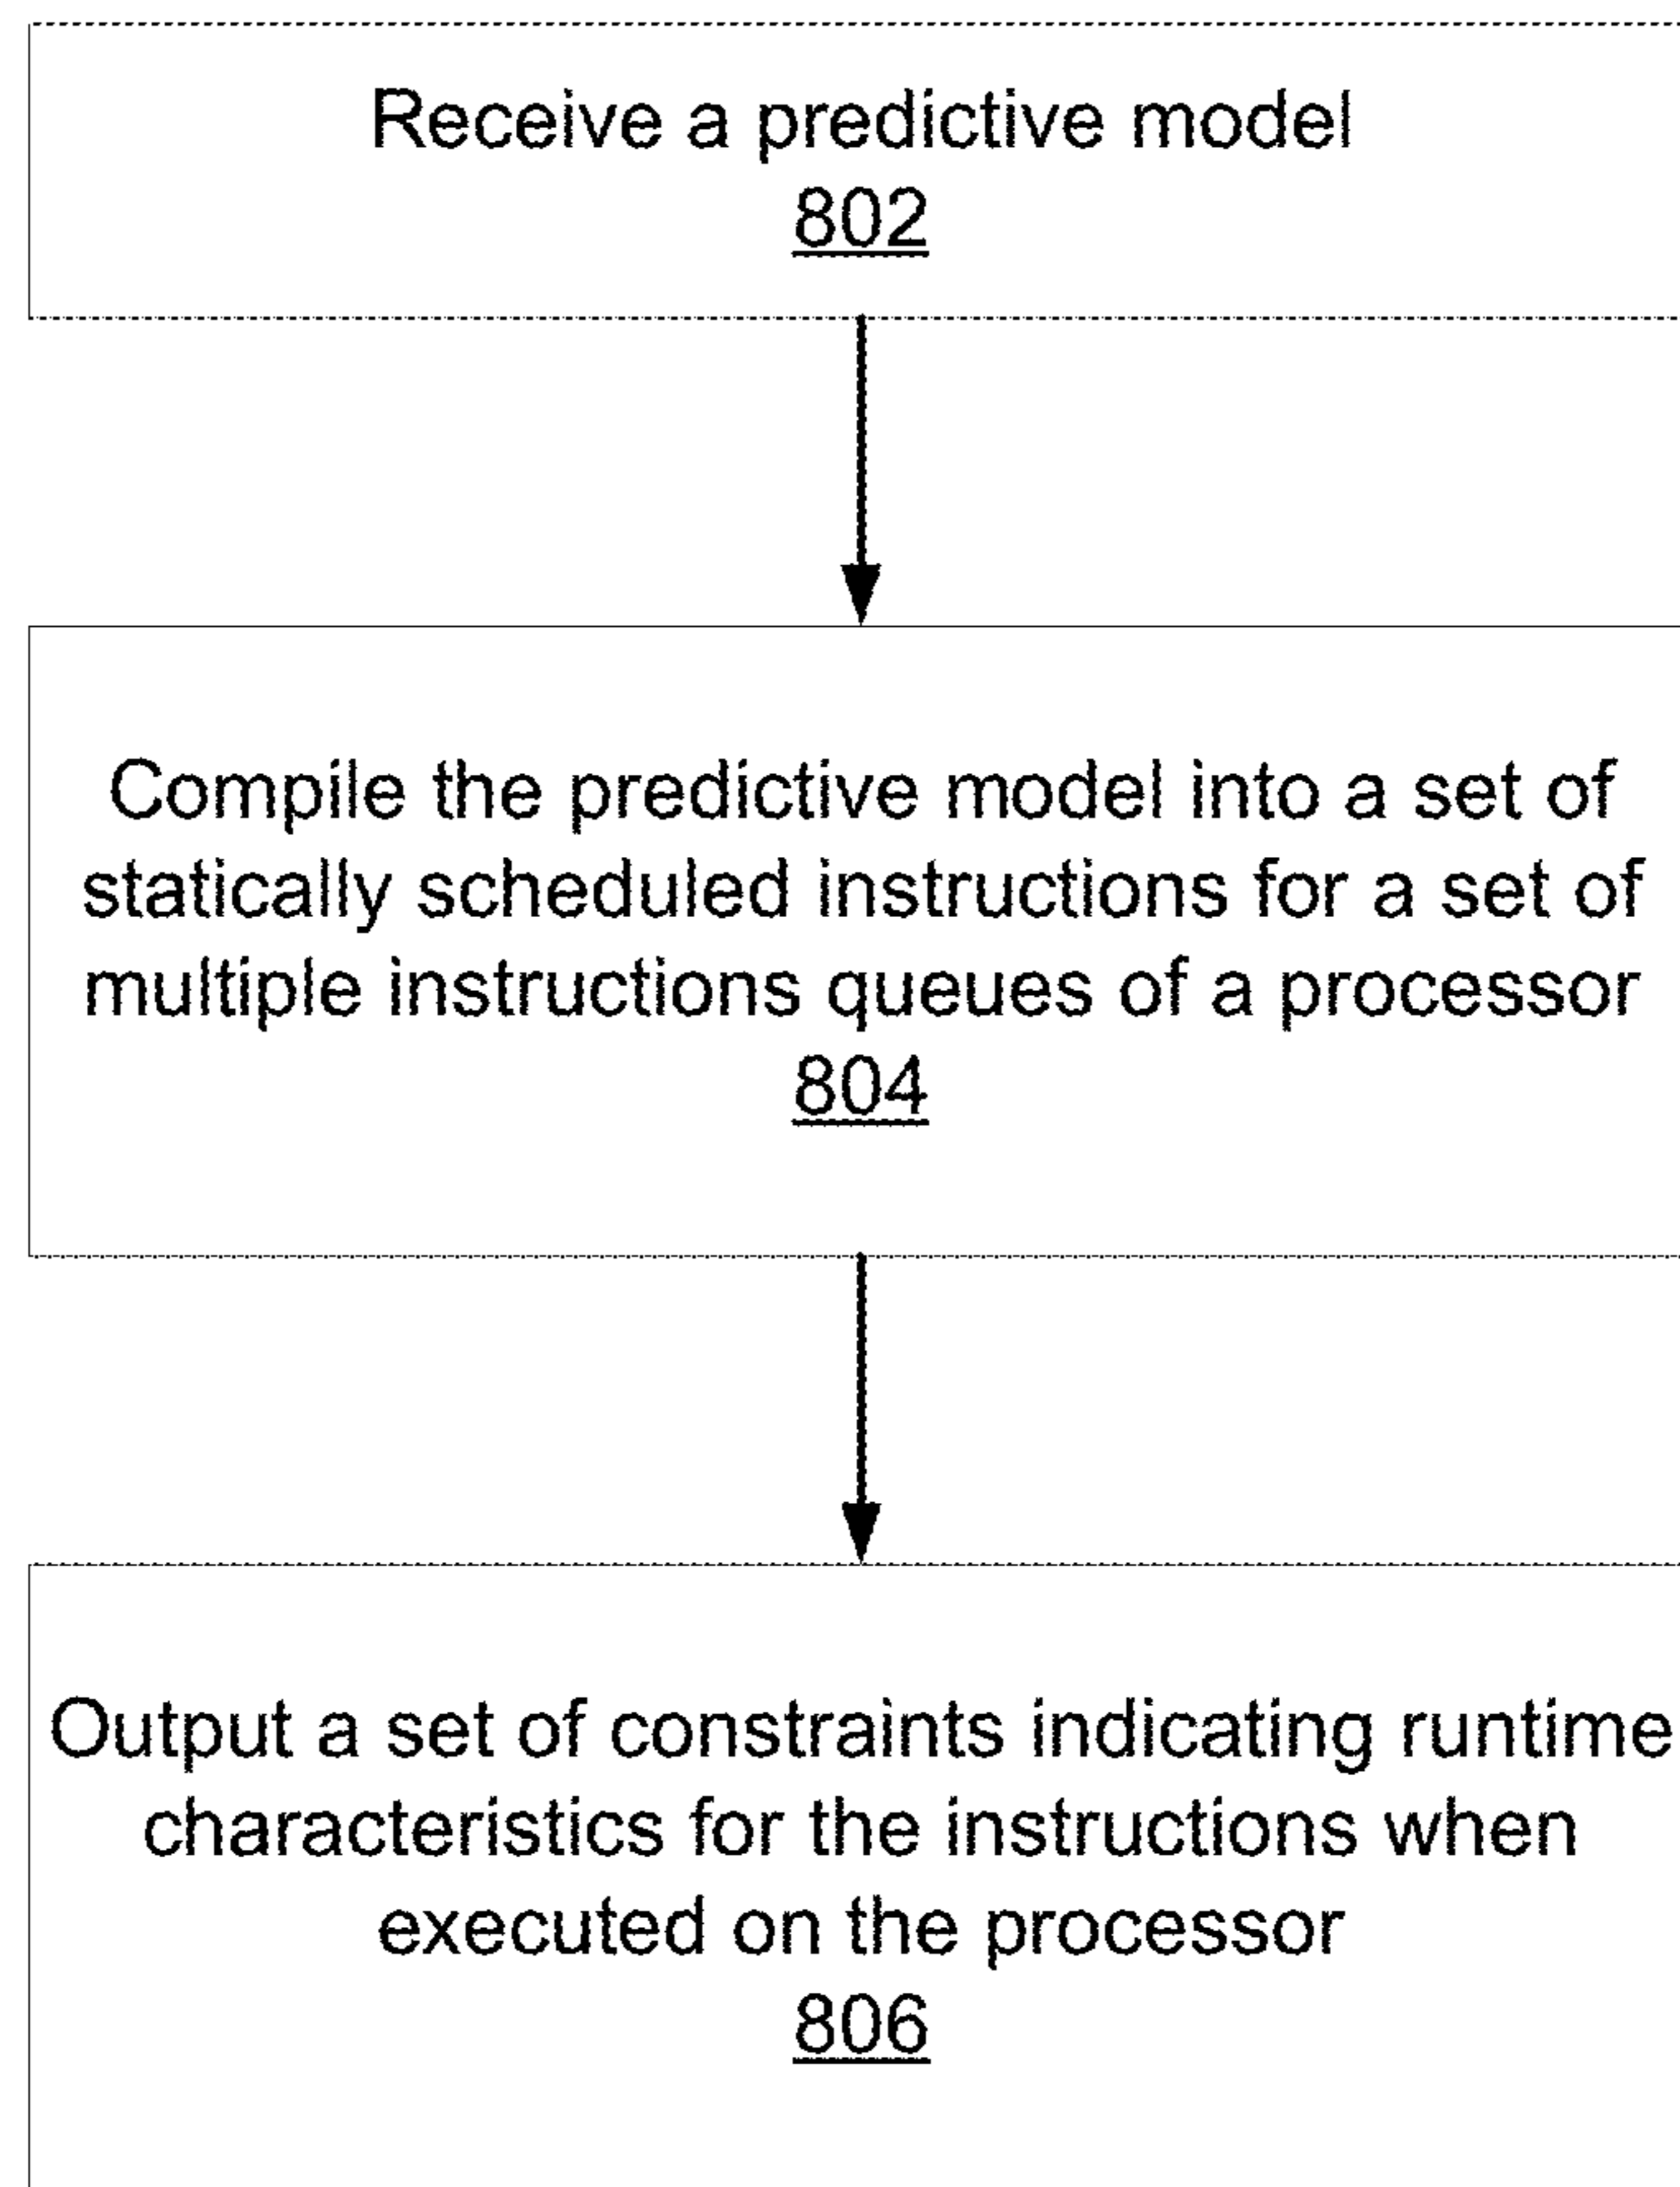 Receive a predictive model
802
Compile the predictive model into a set of
statically scheduled instructions for a set of
multiple instructions queues of a processor
804
Output a set of constraints indicating runtime
characteristics for the instructions when
executed on the processor
806